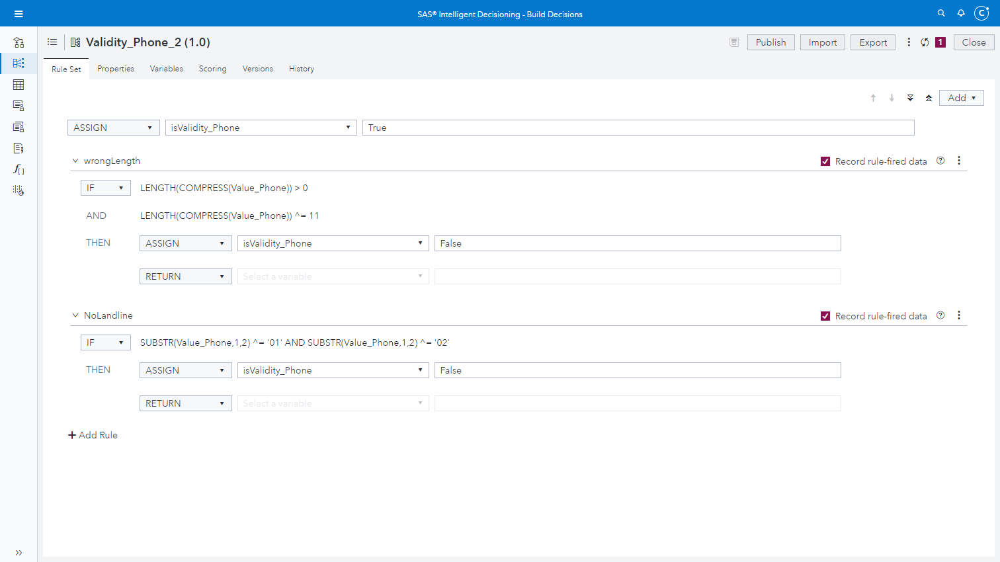 SAS® Intelligent Decisioning - Build Decisions
C
Validity_Phone_2 (1.0)
Publish
Import
Export
1
Close
Rule Set
Properties
Variables
Scoring
Versions
History
Add
ASSIGN
isValidity_Phone
True
wrongLength
Record rule-fired data
IF
LENGTH(COMPRESS(Value_Phone)) > 0
AND
LENGTH(COMPRESS(Value_Phone)) ^= 11
THEN
ASSIGN
isValidity_Phone
False
RETURN
Select a variable
NoLandline
Record rule-fired data
IF
SUBSTR(Value_Phone,1,2) ^= '01' AND SUBSTR(Value_Phone,1,2) ^= '02'
THEN
ASSIGN
isValidity_Phone
False
RETURN
Select a variable
+ Add Rule